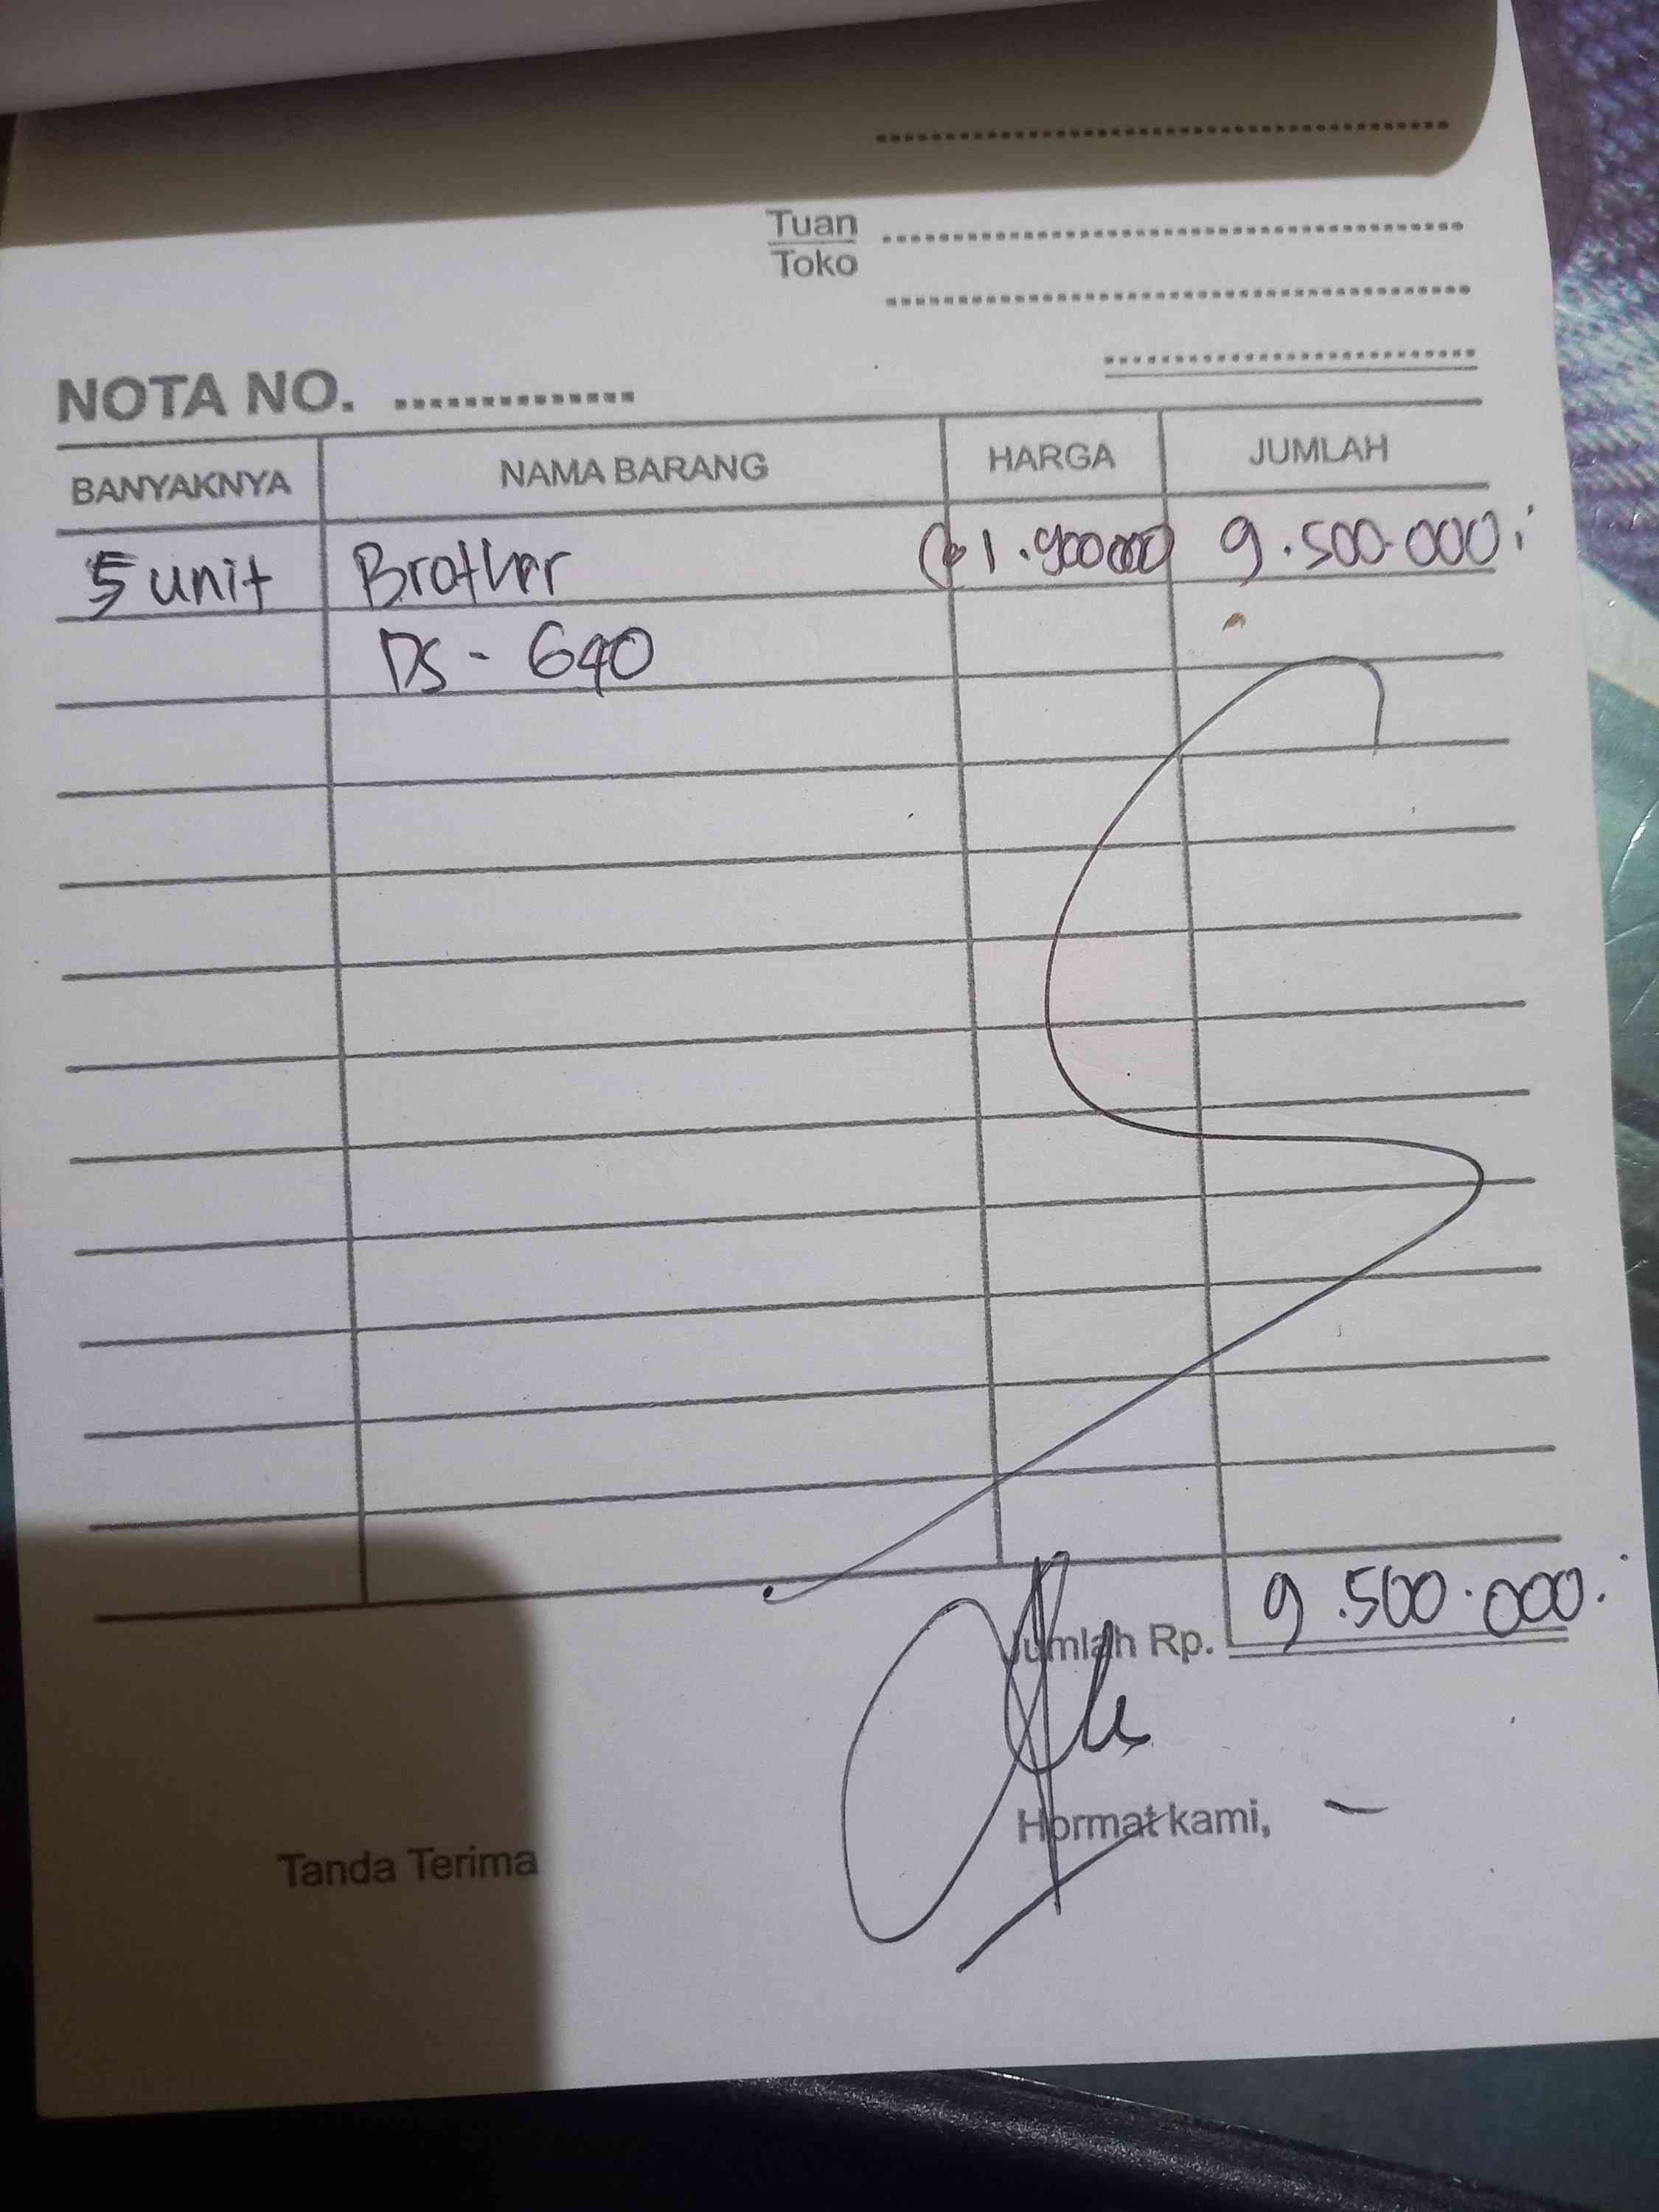 Tuan
Toko
NOTA NO.
BANYAKNYA NAMA BARANG HARGA JUMLAH
5 unit Brother @ 1.900000 9.500.000
DS - 640
Jumlah Rp. 9.500.000
Tanda Terima Hormat kami,